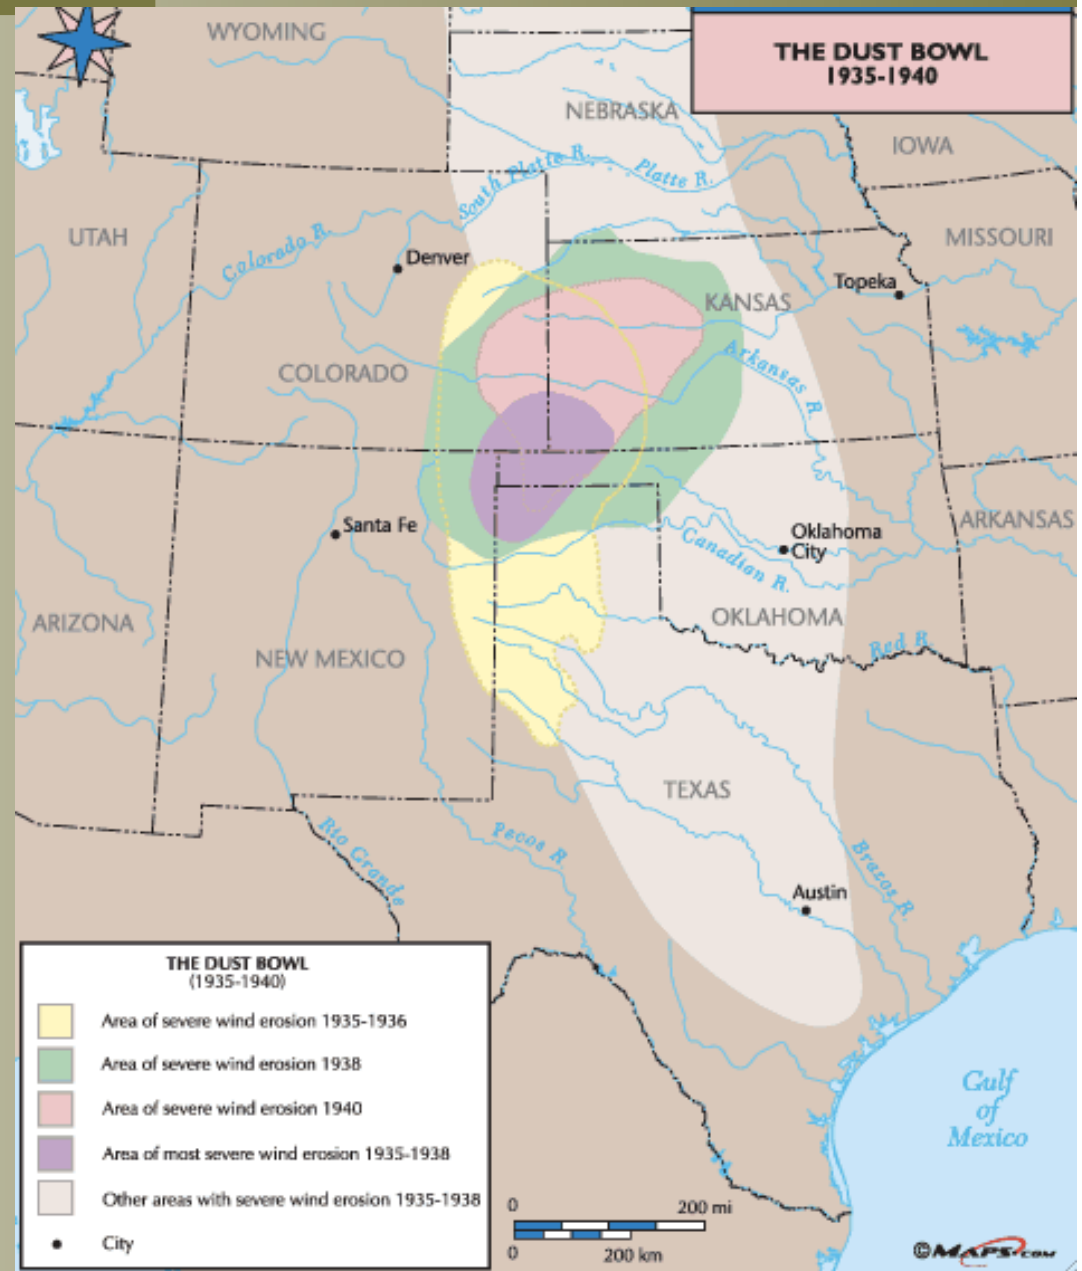 THE DUST BOWL
1935-1940
WYOMING
NEBRASKA
IOWA
South Platte R.
Platte R.
UTAH
Colorado R.
Denver
MISSOURI
Topeka
KANSAS
COLORADO
Arkansas R.
Santa Fe
Oklahoma
City
ARKANSAS
Canadian R.
ARIZONA
OKLAHOMA
NEW MEXICO
Red R.
TEXAS
Rio Grande
Pecos R.
Brazos R.
Austin
THE DUST BOWL
(1935-1940)
Area of severe wind erosion 1935-1936
Area of severe wind erosion 1938
Area of severe wind erosion 1940
Area of most severe wind erosion 1935-1938
Other areas with severe wind erosion 1935-1938
City
Gulf
of
Mexico
0 200 mi
0 200 km
©MAPS.com